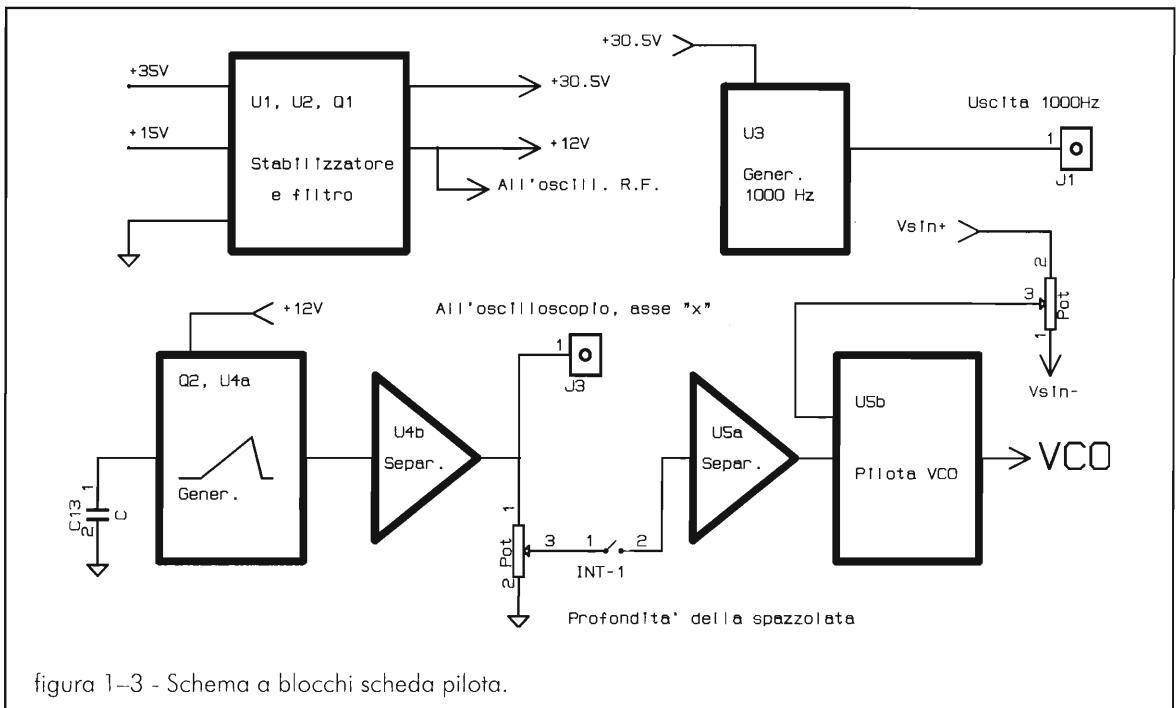 +35V
+15V
U1, U2, Q1
Stabilizzatore
e filtro
+30.5V
+12V
All'oscill. R.F.
+30.5V
U3
Gener.
1000 Hz
Uscita 1000Hz
1
J1
Vsin+
2
3
Pot
1
Vsin-
+12V
Q2, U4a
Gener.
1
C13
C
2
U4b
Separ.
All'oscilloscopio, asse "x"
1
J3
1
Pot
3
2
1
2
INT-1
Profondita' della spazzolata
U5a
Separ.
U5b
Pilota VCO
VCO
figura 1–3 - Schema a blocchi scheda pilota.